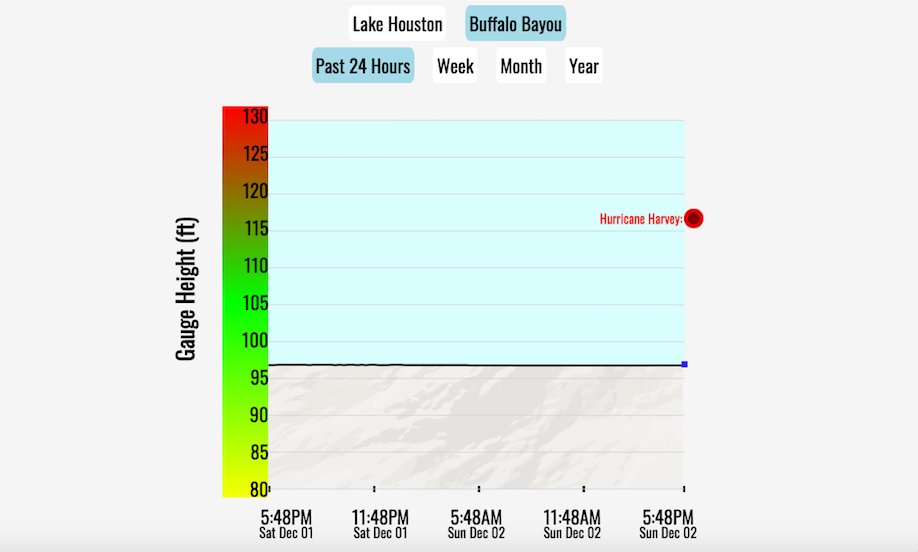 Lake Houston Buffalo Bayou
Past 24 Hours Week Month Year
Gauge Height (ft)
130
125
120
115
110
105
100
95
90
85
80
Hurricane Harvey:
5:48PM 11:48PM 5:48AM 11:48AM 5:48PM
Sat Dec 01 Sat Dec 01 Sun Dec 02 Sun Dec 02 Sun Dec 02